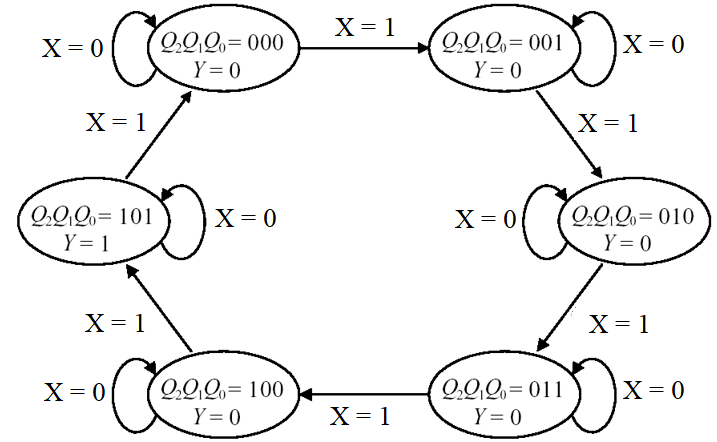 X = 1
X = 0
Q₂Q₁Q₀ = 000
Y = 0
Q₂Q₁Q₀ = 001
Y = 0
X = 0
X = 1
X = 1
Q₂Q₁Q₀ = 101
Y = 1
X = 0
X = 0
Q₂Q₁Q₀ = 010
Y = 0
X = 1
X = 1
X = 0
Q₂Q₁Q₀ = 100
Y = 0
X = 1
Q₂Q₁Q₀ = 011
Y = 0
X = 0